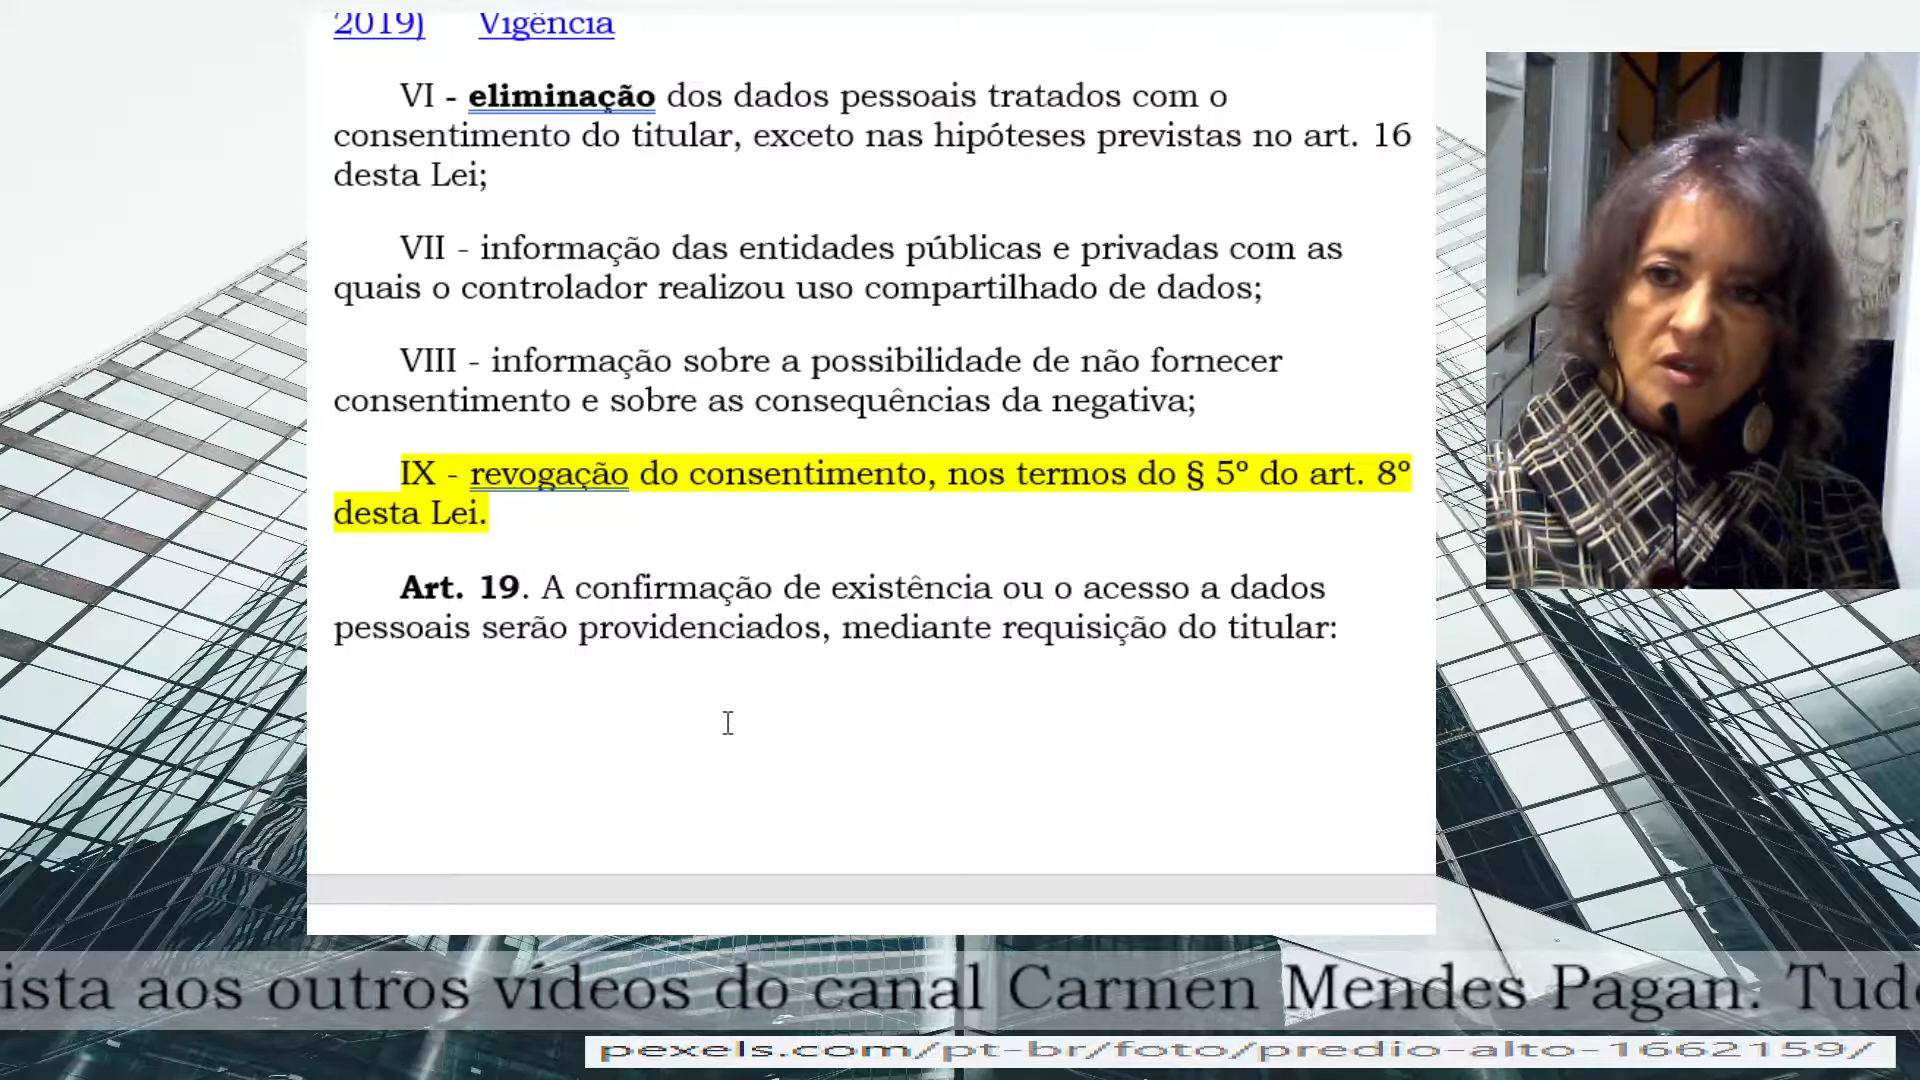 2019) Vigência
VI - eliminação dos dados pessoais tratados com o
consentimento do titular, exceto nas hipóteses previstas no art. 16
desta Lei;
VII - informação das entidades públicas e privadas com as
quais o controlador realizou uso compartilhado de dados;
VIII - informação sobre a possibilidade de não fornecer
consentimento e sobre as consequências da negativa;
IX - revogação do consentimento, nos termos do § 5º do art. 8º
desta Lei.
Art. 19. A confirmação de existência ou o acesso a dados
pessoais serão providenciados, mediante requisição do titular:
ista aos outros vídeos do canal Carmen Mendes Pagan. Tud
pexels.com/pt-br/foto/predio-alto-1662159/